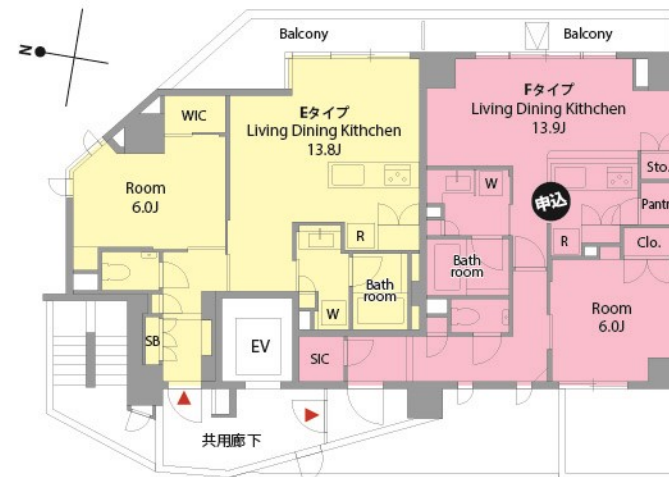 N
Balcony
Balcony
WIC
Eタイプ
Living Dining Kithchen
13.8J
Fタイプ
Living Dining Kithchen
13.9J
Room
6.0J
Sto.
W
申込
Pantr
R
R
Clo.
Bath
room
Bath
room
W
Room
6.0J
SB
EV
SIC
共用廊下